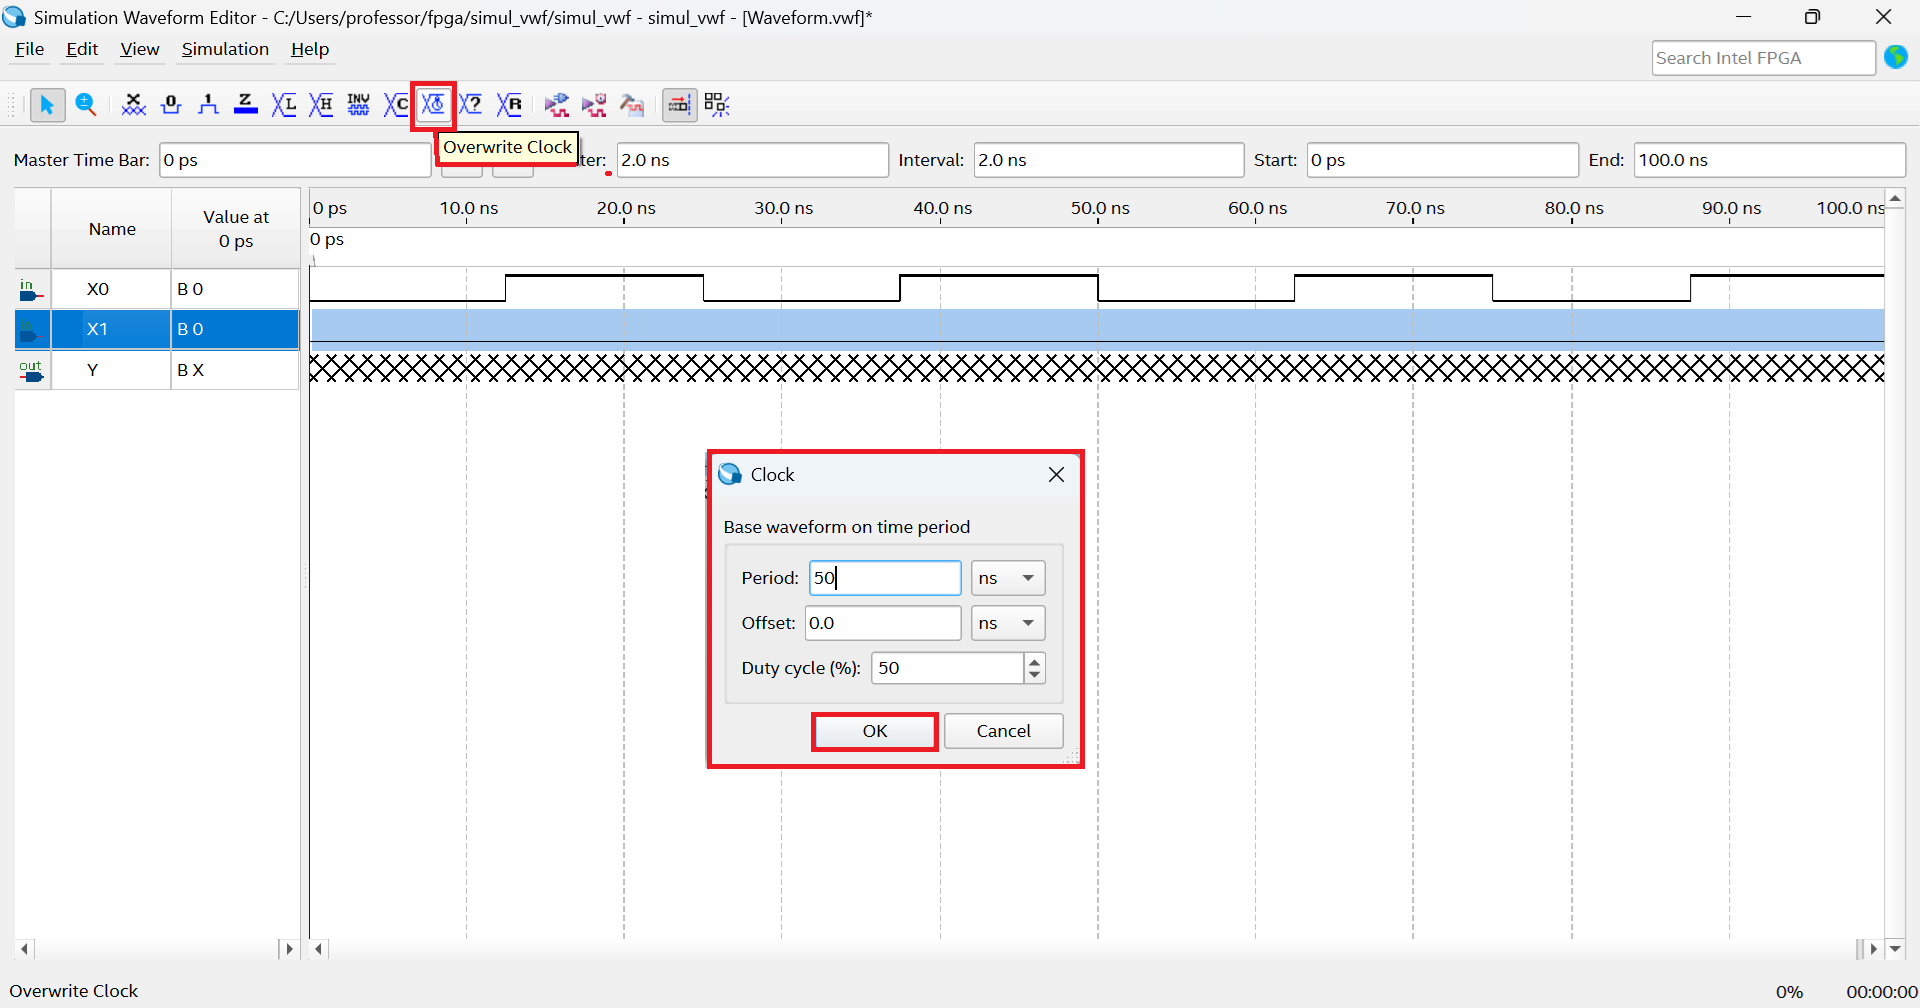 Simulation Waveform Editor - C:/Users/professor/fpga/simul_vwf/simul_vwf - simul_vwf - [Waveform.vwf]*
File Edit View Simulation Help
Search Intel FPGA
Overwrite Clock
Master Time Bar: 0 ps ter: 2.0 ns Interval: 2.0 ns Start: 0 ps End: 100.0 ns
Name Value at 0 ps
0 ps 10.0 ns 20.0 ns 30.0 ns 40.0 ns 50.0 ns 60.0 ns 70.0 ns 80.0 ns 90.0 ns 100.0 ns
0 ps
in X0 B 0
X1 B 0
out Y B X
Clock
Base waveform on time period
Period: 50 ns
Offset: 0.0 ns
Duty cycle (%): 50
OK Cancel
Overwrite Clock 0% 00:00:00